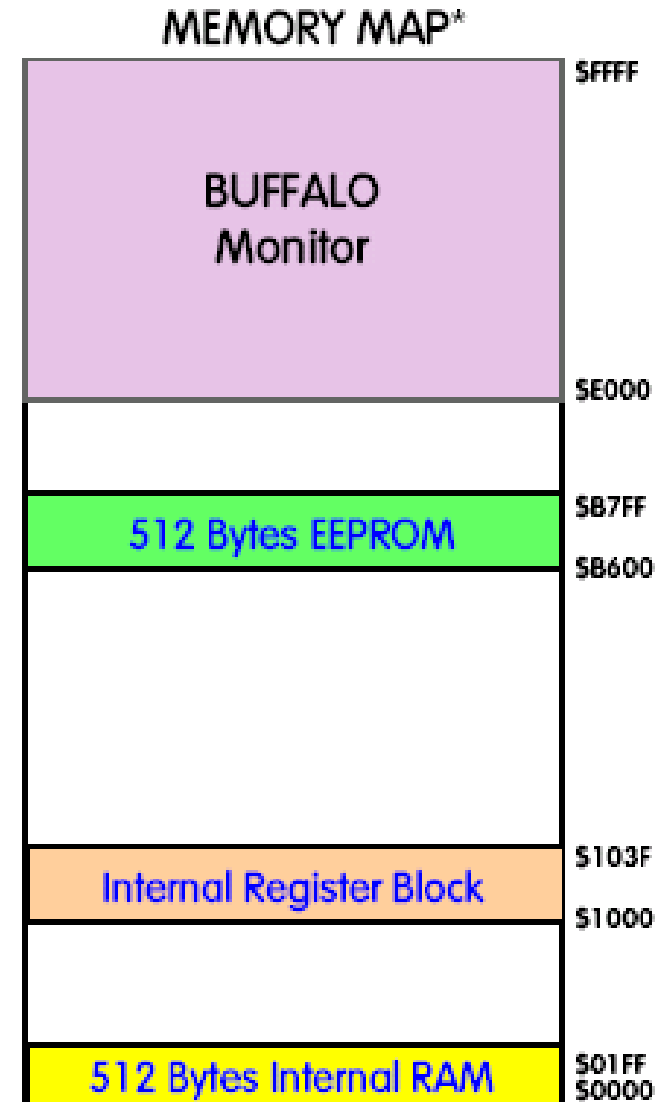 MEMORY MAP*
$FFFF
BUFFALO
Monitor
$E000
$B7FF
512 Bytes EEPROM
$B600
$103F
Internal Register Block
$1000
$01FF
512 Bytes Internal RAM
$0000